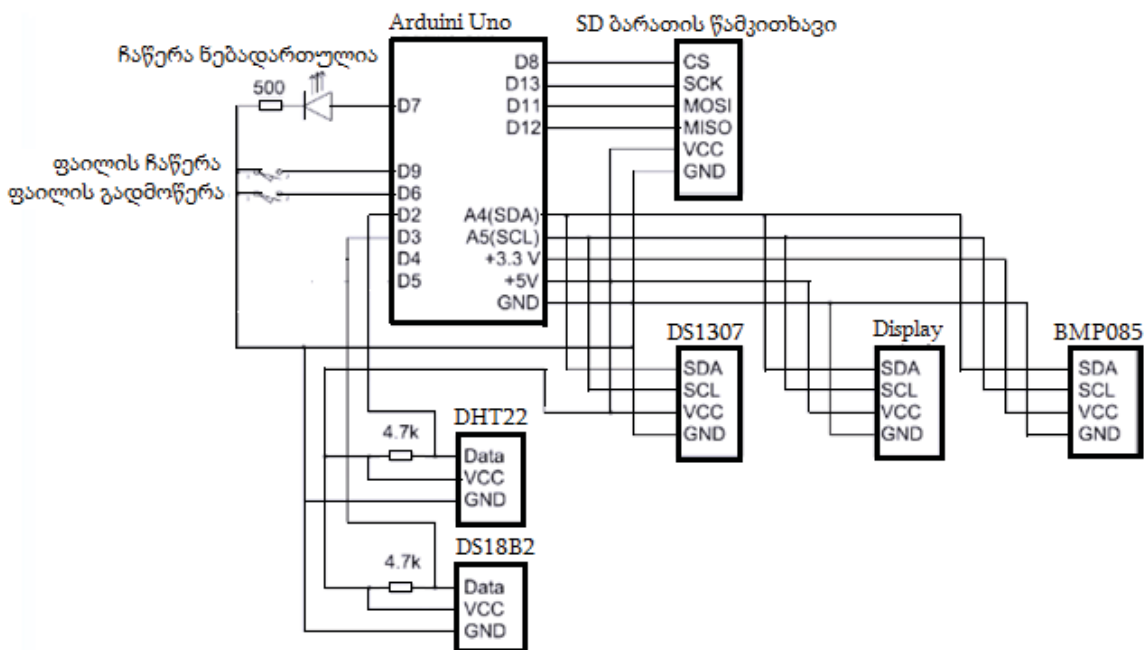 Arduini Uno
SD ბარათის წამკითხავი
ჩაწერა ნებადართულია
500
D7
D8
D13
D11
D12
CS
SCK
MOSI
MISO
VCC
GND
ფაილის ჩაწერა
ფაილის გადმოწერა
D9
D6
D2
D3
D4
D5
A4(SDA)
A5(SCL)
+3.3 V
+5V
GND
DS1307
SDA
SCL
VCC
GND
Display
SDA
SCL
VCC
GND
BMP085
SDA
SCL
VCC
GND
DHT22
4.7k
Data
VCC
GND
DS18B2
4.7k
Data
VCC
GND